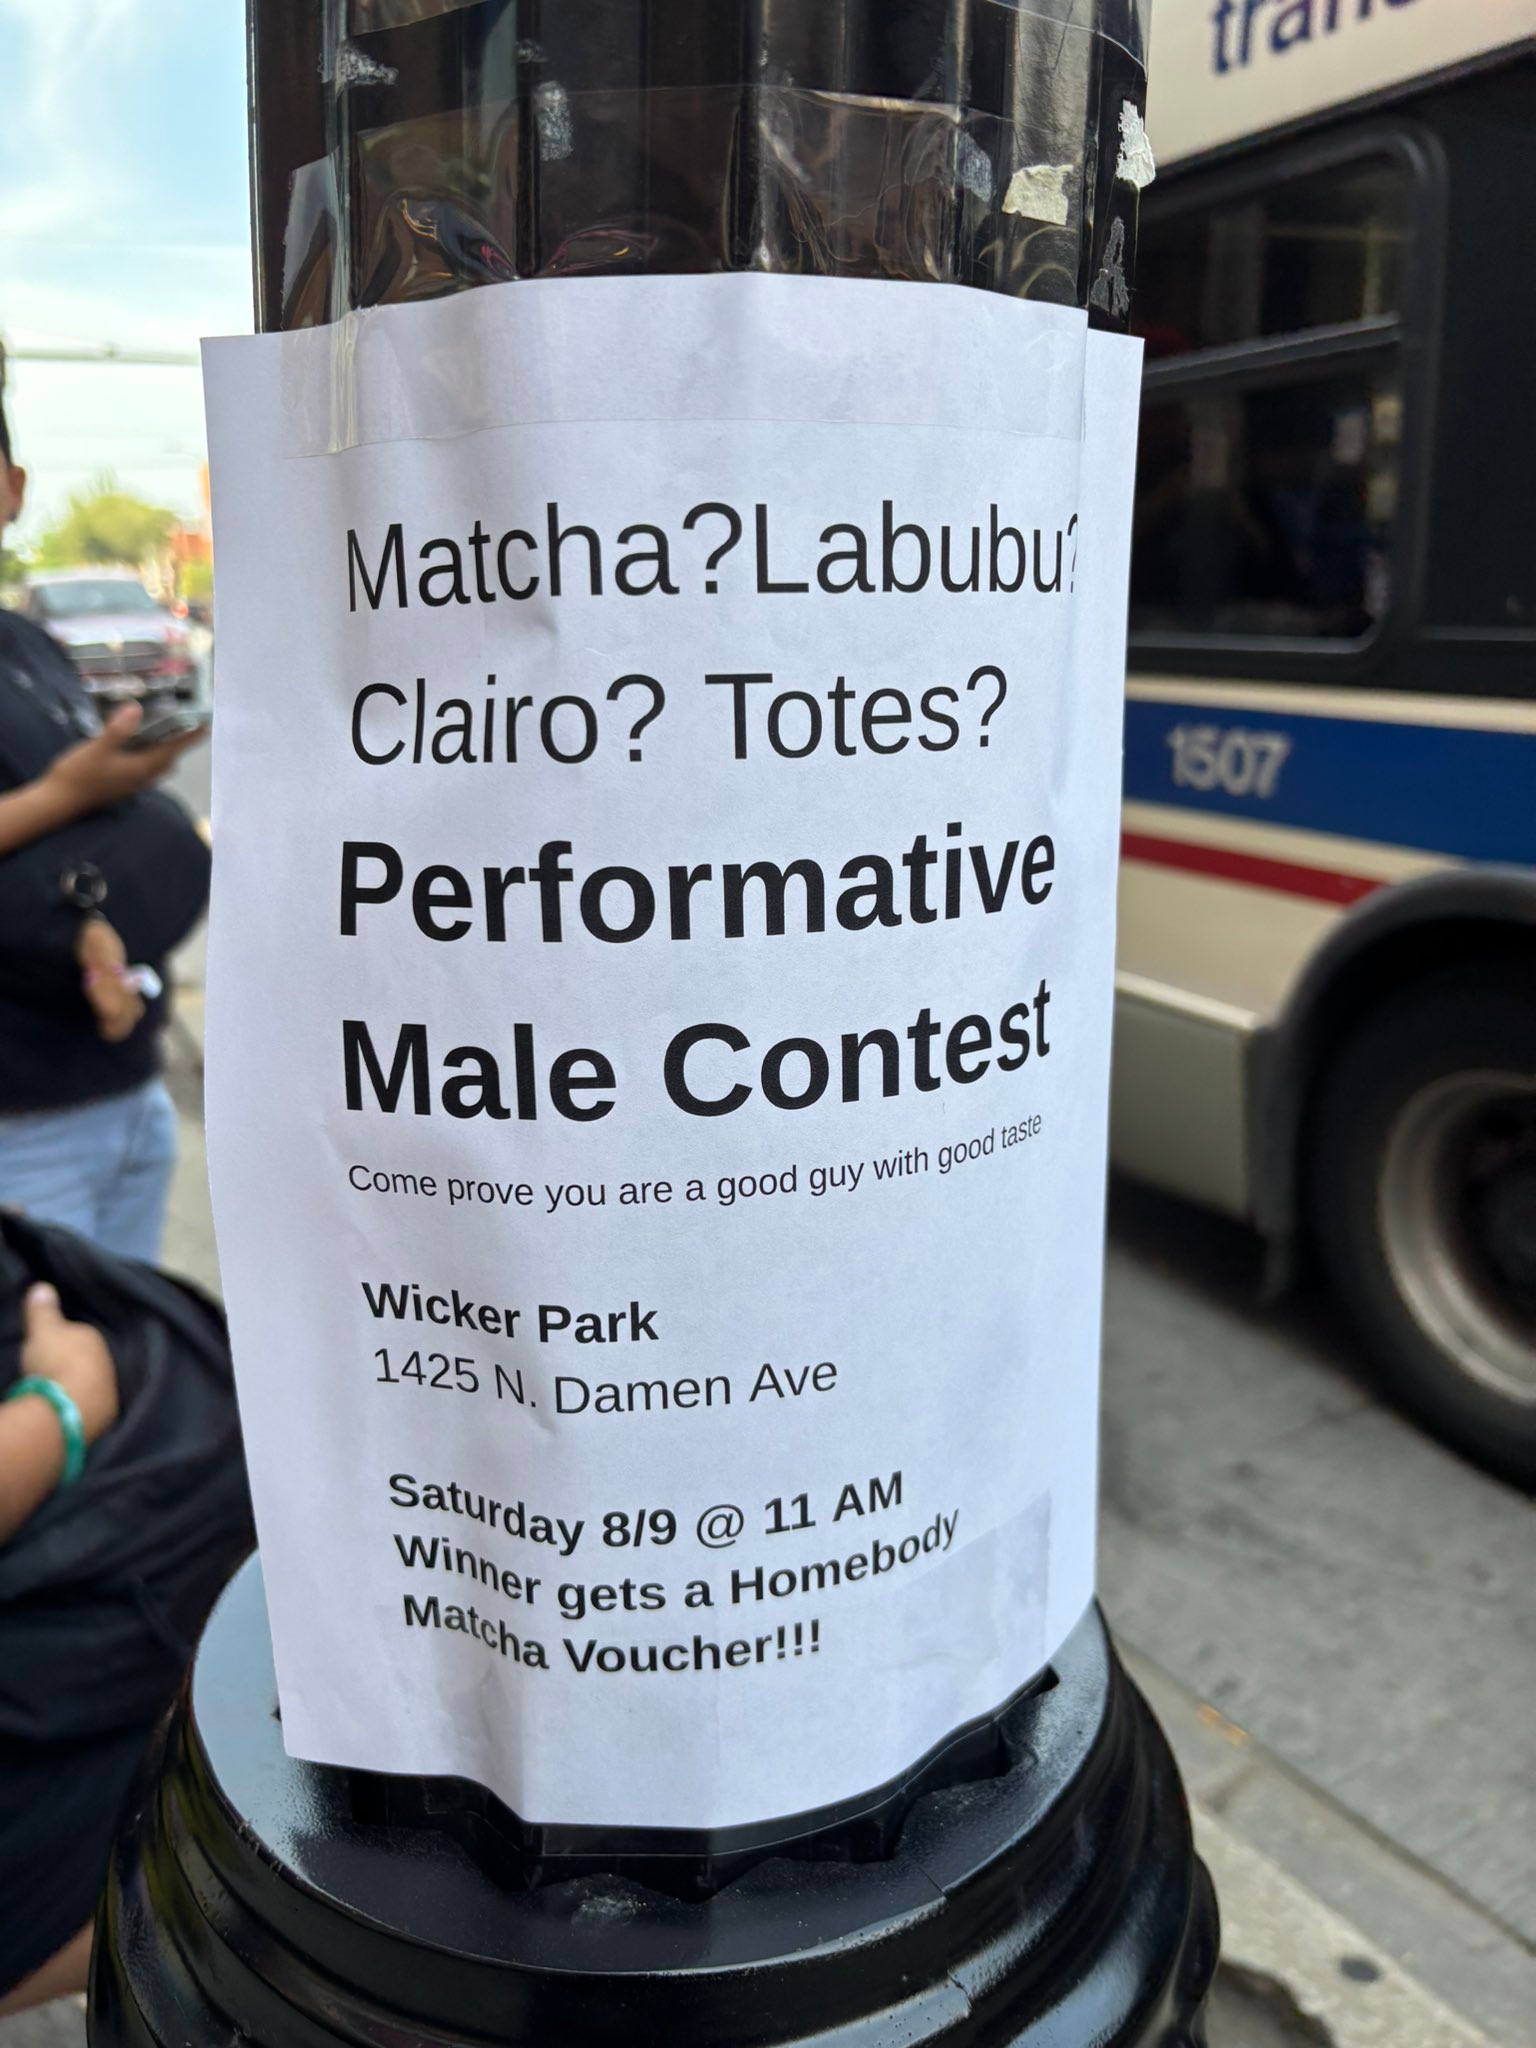 Matcha?Labubu?
Clairo? Totes?
Performative
Male Contest
Come prove you are a good guy with good taste
Wicker Park
1425 N. Damen Ave
Saturday 8/9 @ 11 AM
Winner gets a Homebody
Matcha Voucher!!!
1507